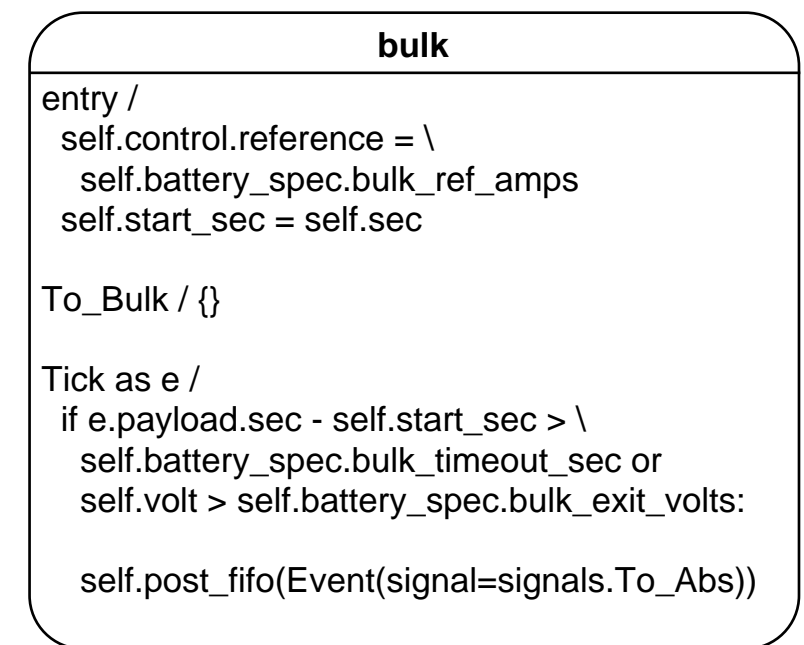 bulk
entry /
self.control.reference = \
self.battery_spec.bulk_ref_amps
self.start_sec = self.sec
To_Bulk / {}
Tick as e /
if e.payload.sec - self.start_sec > \
self.battery_spec.bulk_timeout_sec or
self.volt > self.battery_spec.bulk_exit_volts:
self.post_fifo(Event(signal=signals.To_Abs))